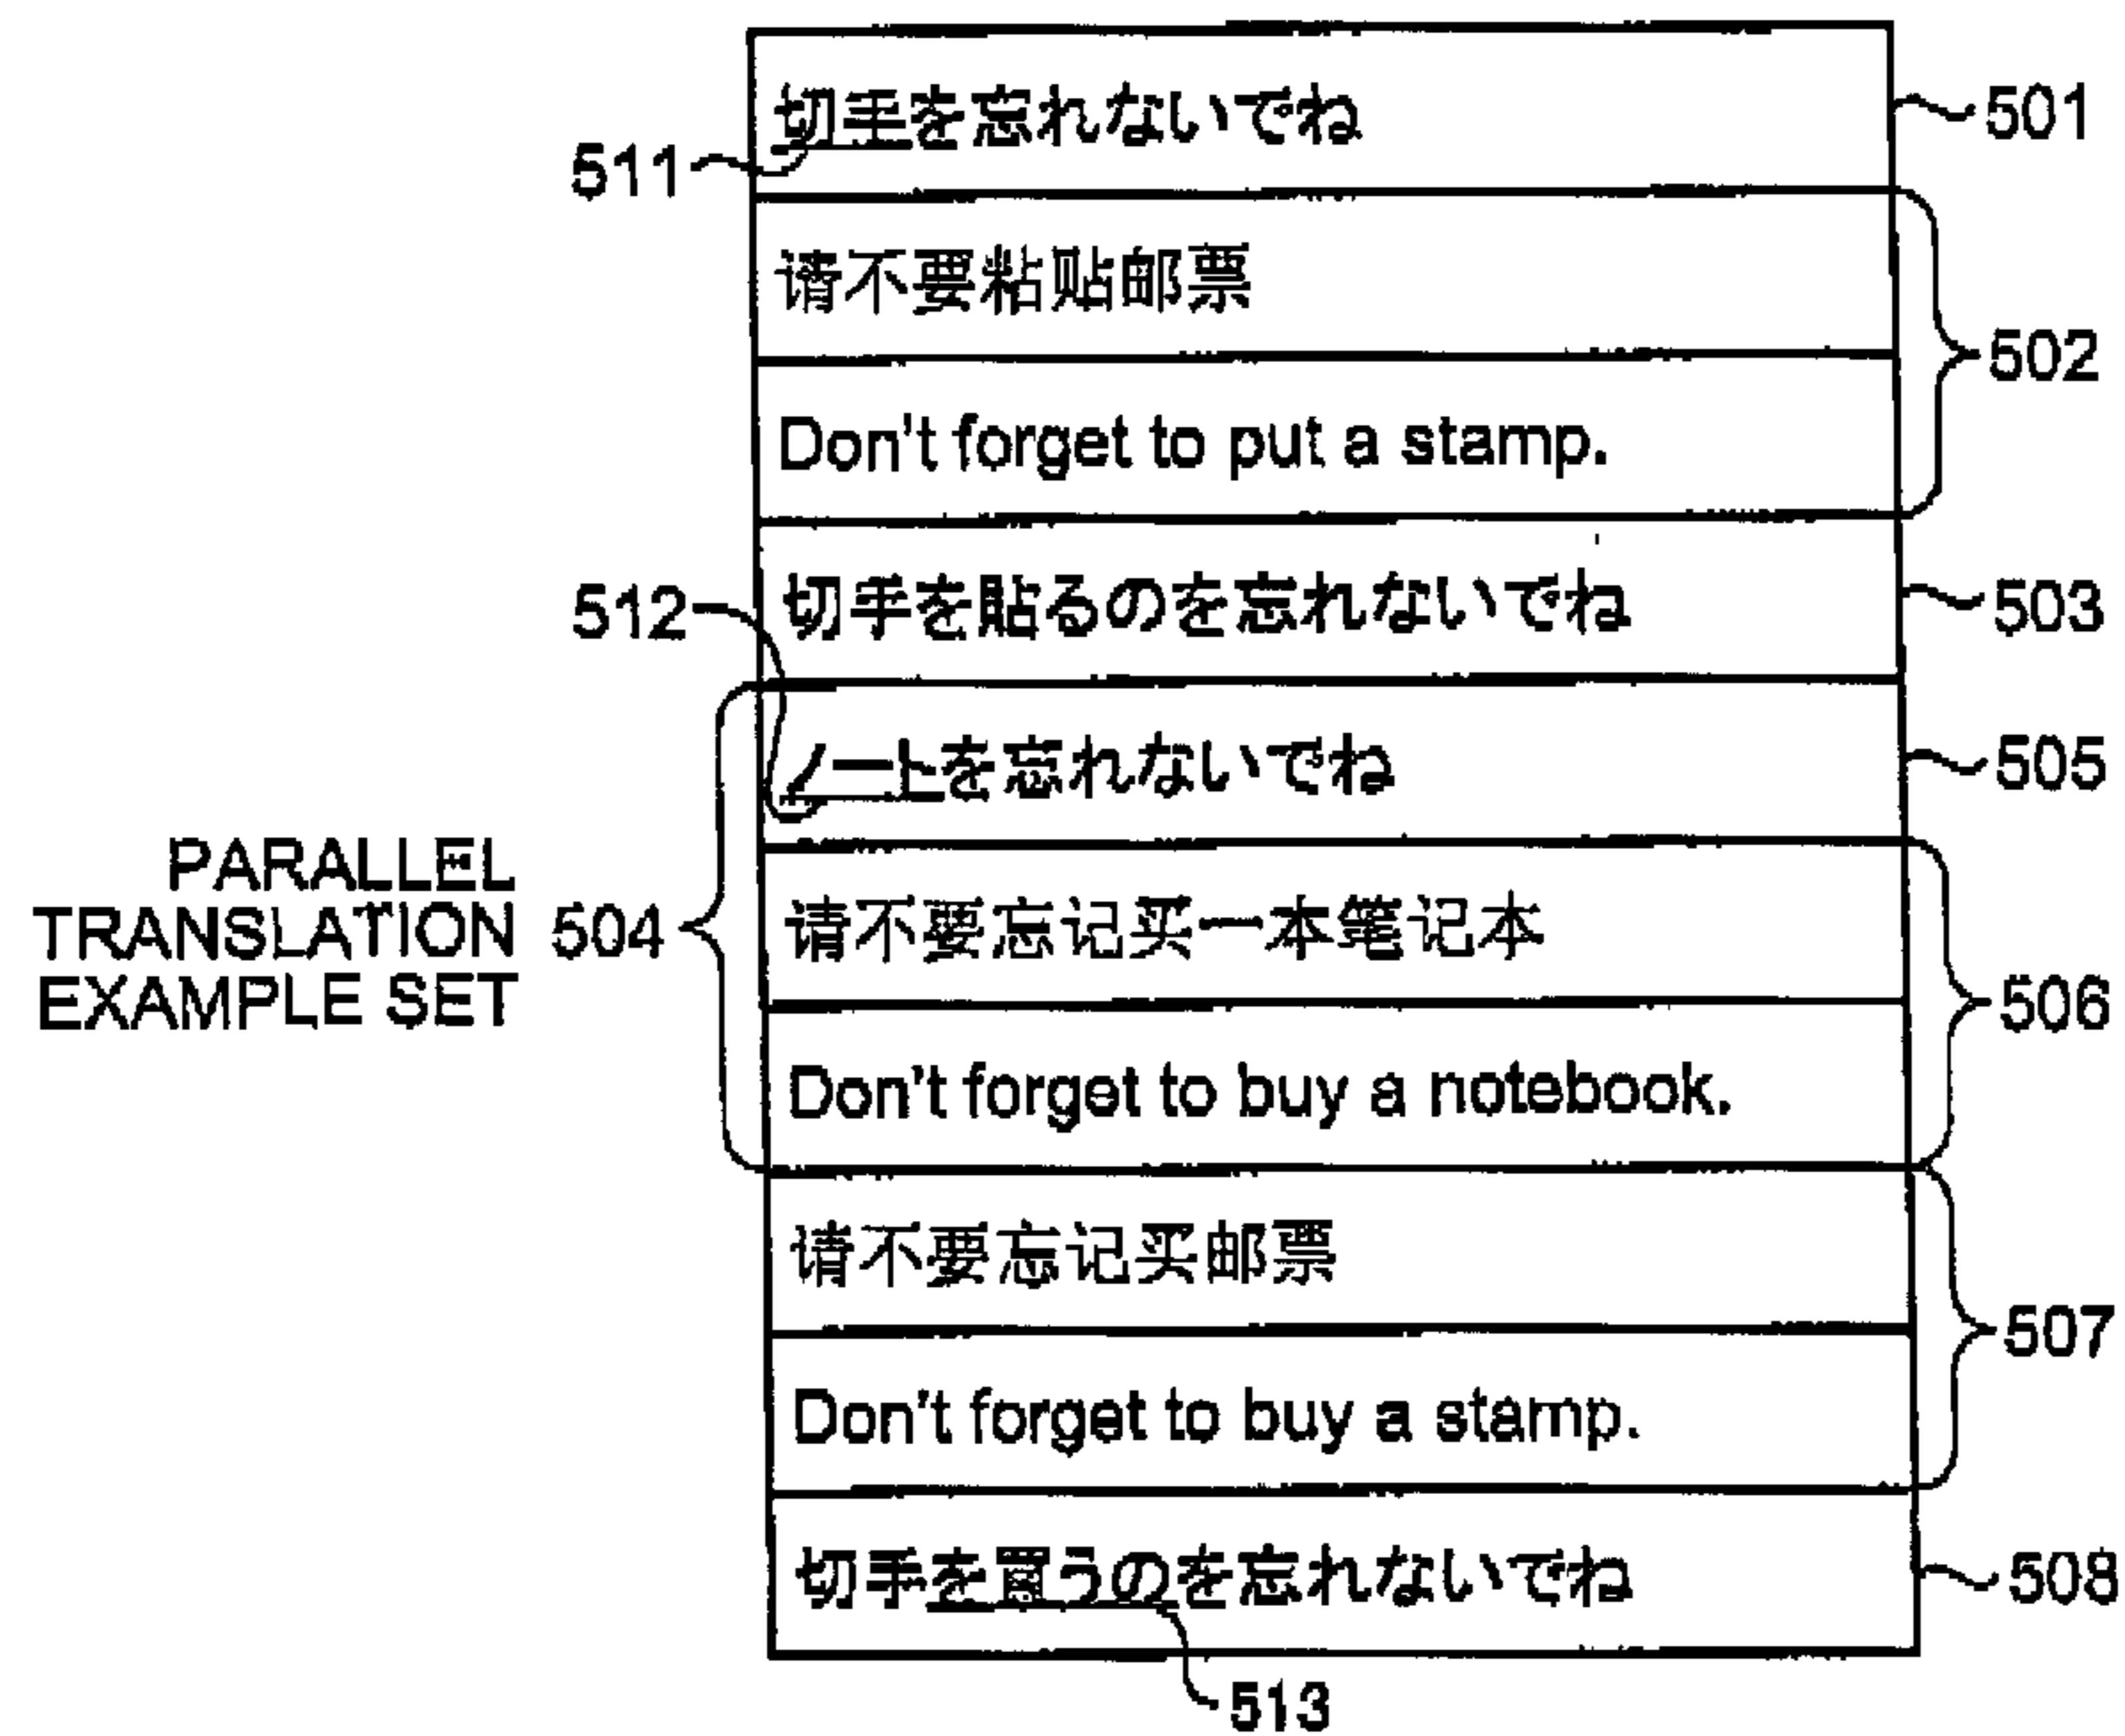 切手を忘れないでね
501
511
请不要粘贴邮票
502
Don't forget to put a stamp.
切手を貼るのを忘れないでね
503
512
ノートを忘れないでね
505
PARALLEL
TRANSLATION
EXAMPLE SET
504
请不要忘记买一本笔记本
506
Don't forget to buy a notebook.
请不要忘记买邮票
507
Don't forget to buy a stamp.
切手を買うのを忘れないでね
508
513